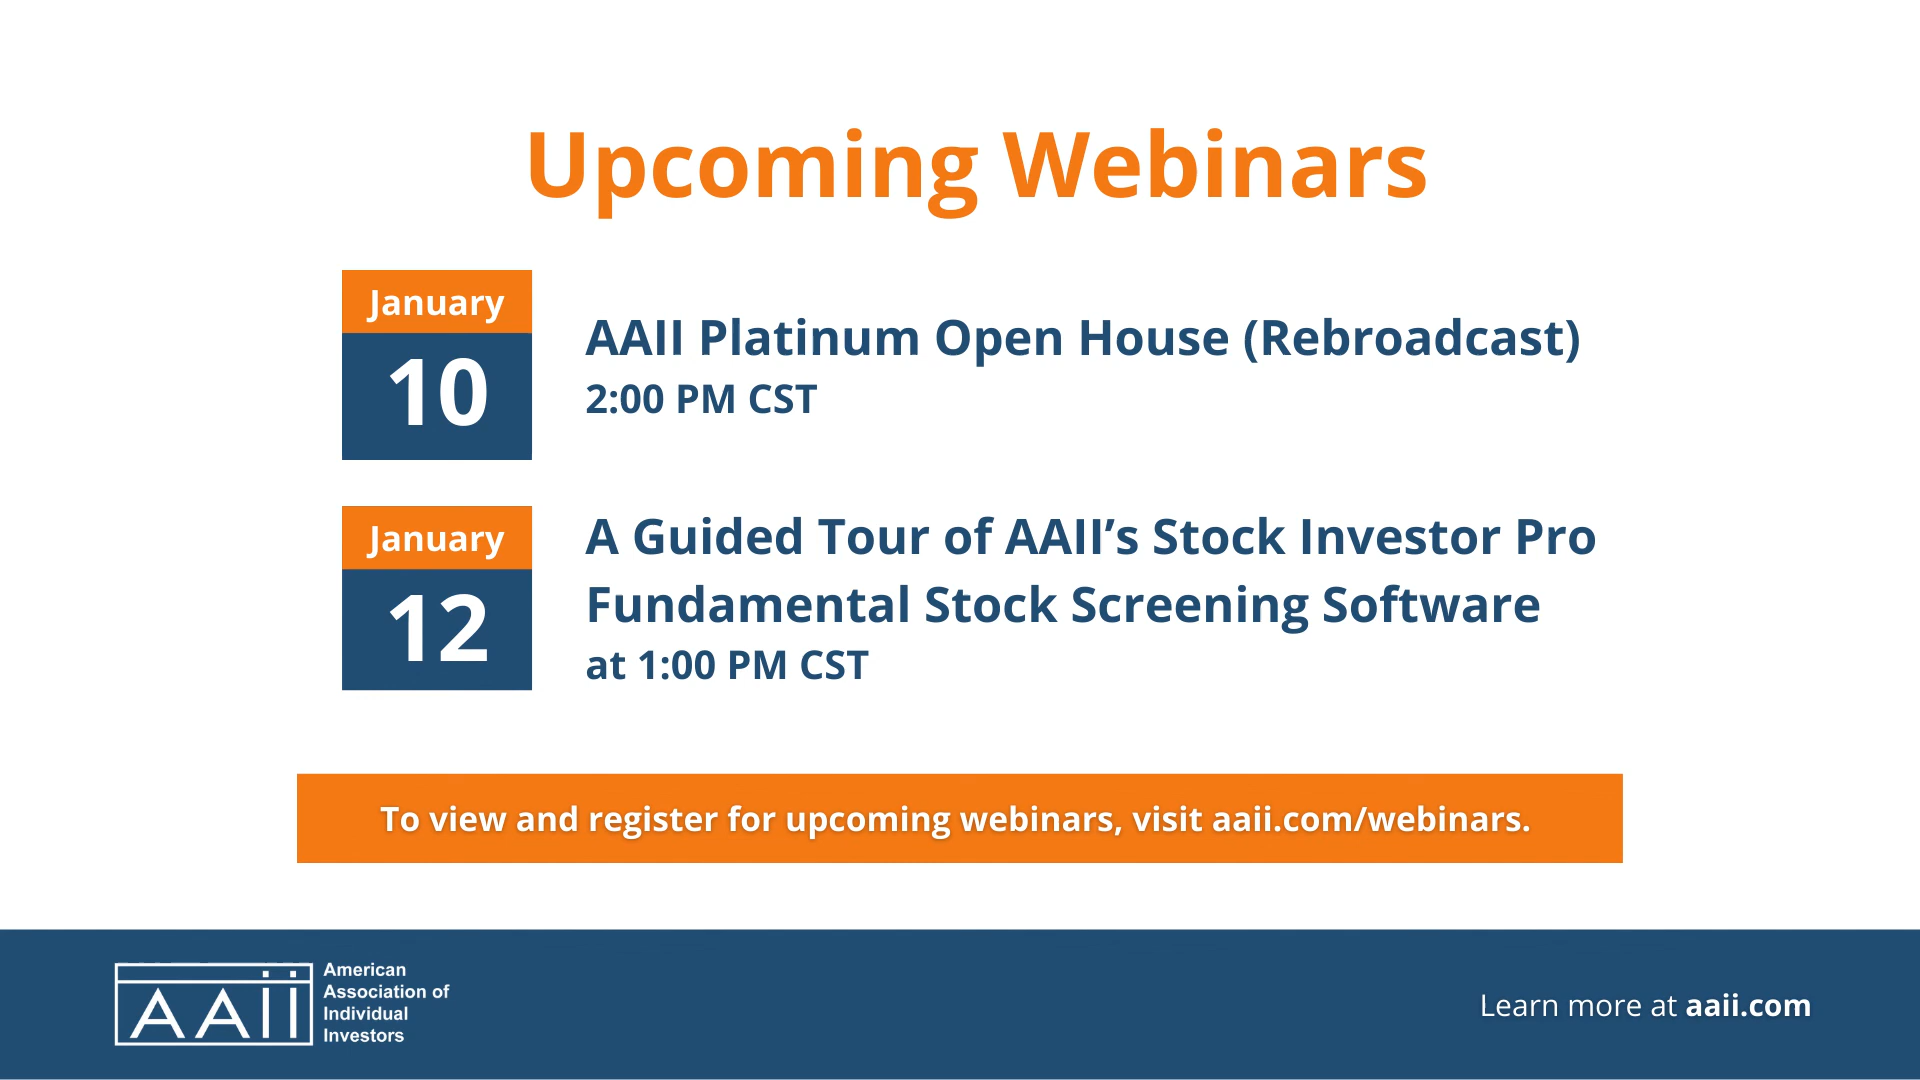 Upcoming Webinars
January
10
AAII Platinum Open House (Rebroadcast)
2:00 PM CST
January
12
A Guided Tour of AAII’s Stock Investor Pro
Fundamental Stock Screening Software
at 1:00 PM CST
To view and register for upcoming webinars, visit aaii.com/webinars.
AAii
American
Association of
Individual
Investors
Learn more at aaii.com